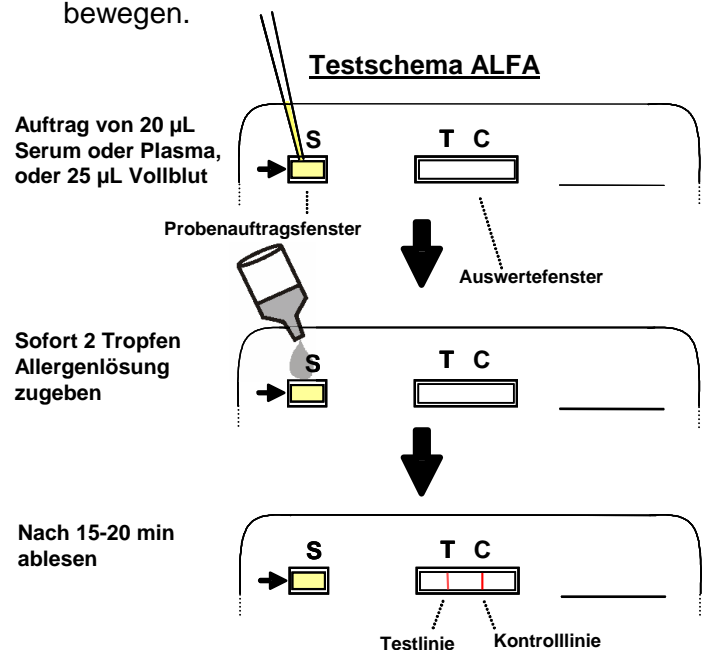 bewegen.
Testschema ALFA
Auftrag von 20 µL
Serum oder Plasma,
oder 25 µL Vollblut
S
T C
Probenauftragsfenster
Auswertefenster
Sofort 2 Tropfen
Allergenlösung
zugeben
S
T C
Nach 15-20 min
ablesen
S
T C
Testlinie Kontrolllinie